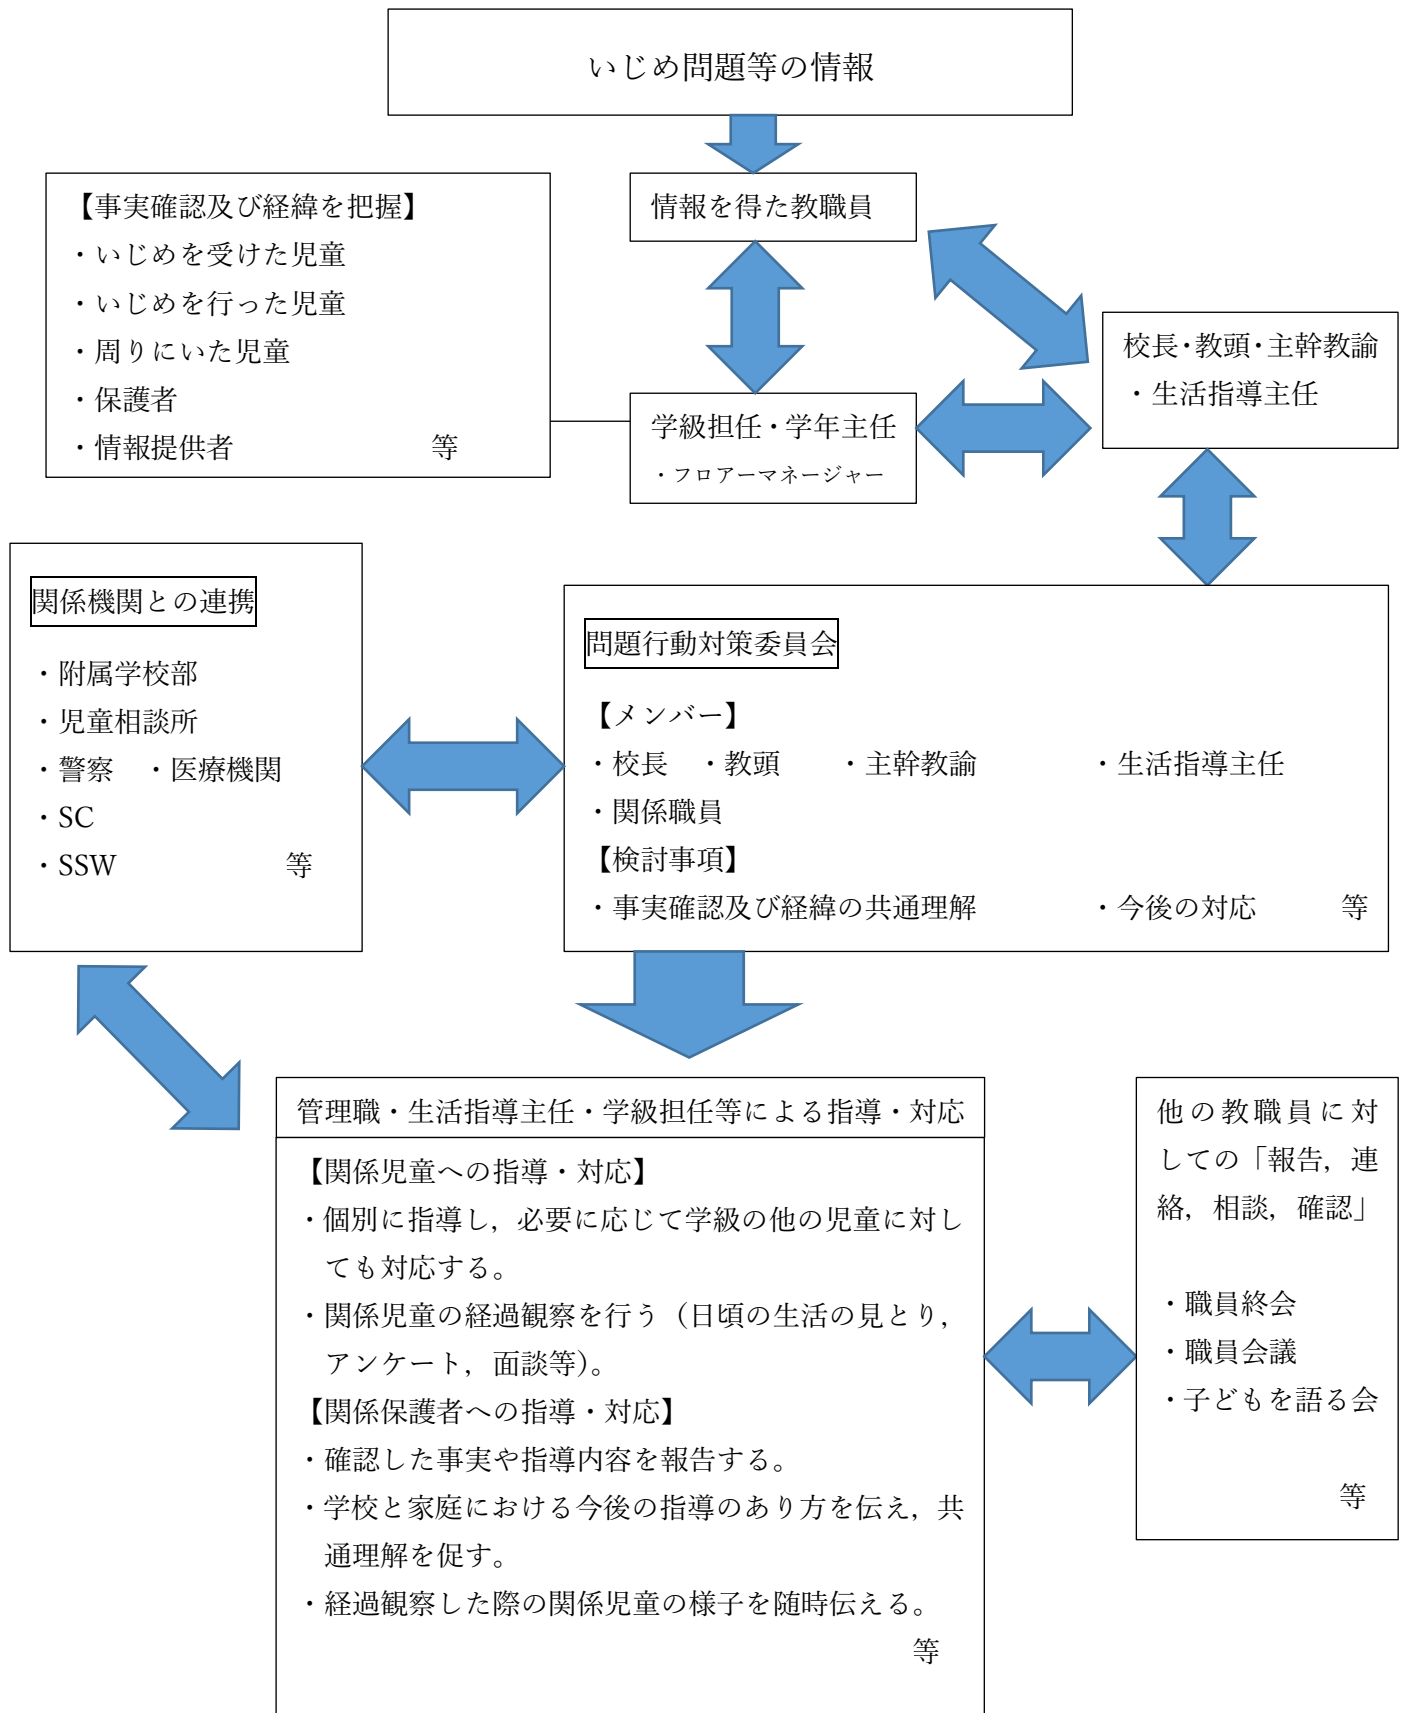 いじめ問題等の情報
情報を得た教職員
【事実確認及び経緯を把握】
・いじめを受けた児童
・いじめを行った児童
・周りにいた児童
・保護者
・情報提供者　等
学級担任・学年主任
・フロアーマネージャー
校長・教頭・主幹教諭
・生活指導主任
関係機関との連携
・附属学校部
・児童相談所
・警察　・医療機関
・SC
・SSW　等
問題行動対策委員会
【メンバー】
・校長　・教頭　・主幹教諭　・生活指導主任
・関係職員
【検討事項】
・事実確認及び経緯の共通理解　・今後の対応　等
管理職・生活指導主任・学級担任等による指導・対応
【関係児童への指導・対応】
・個別に指導し，必要に応じて学級の他の児童に対し
ても対応する。
・関係児童の経過観察を行う（日頃の生活の見とり，
アンケート，面談等）。
【関係保護者への指導・対応】
・確認した事実や指導内容を報告する。
・学校と家庭における今後の指導のあり方を伝え，共
通理解を促す。
・経過観察した際の関係児童の様子を随時伝える。
等
他の教職員に対
しての「報告，連
絡，相談，確認」
・職員終会
・職員会議
・子どもを語る会
等